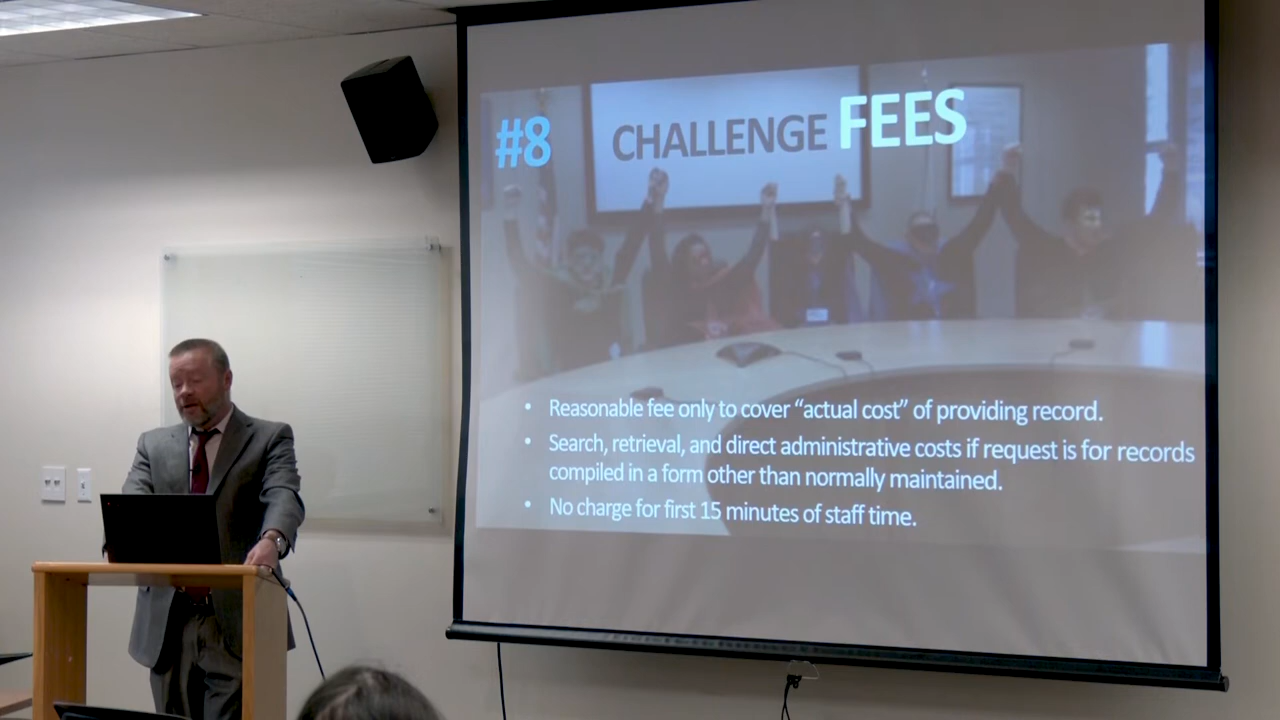 #8 CHALLENGE FEES
• Reasonable fee only to cover “actual cost” of providing record.
• Search, retrieval, and direct administrative costs if request is for records
compiled in a form other than normally maintained.
• No charge for first 15 minutes of staff time.